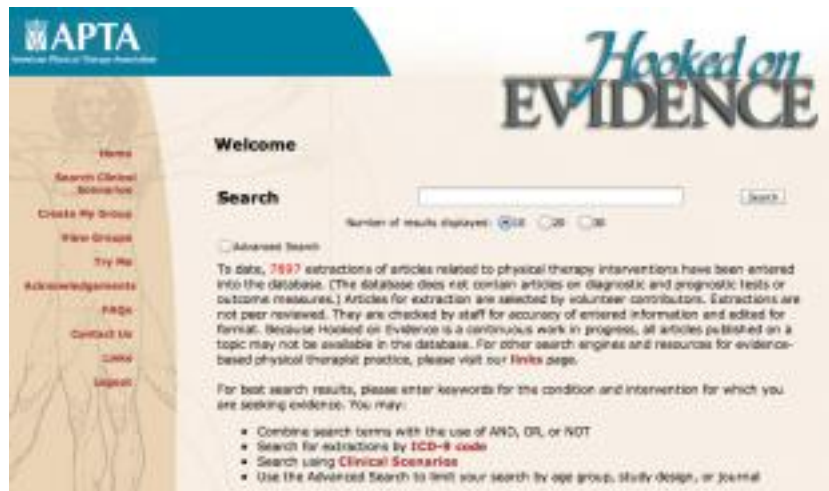 APTA
American Physical Therapy Association
Hooked on
EVIDENCE
Home
Search Clinical
Scenarios
Create My Group
View Groups
Try Me
Acknowledgements
FAQs
Contact Us
Links
Logout
Welcome
Search
Search
Number of results displayed: 10 20 30
Advanced Search
To date, 7697 extractions of articles related to physical therapy interventions have been entered
into the database. (The database does not contain articles on diagnostic and prognostic tests or
outcome measures.) Articles for extraction are selected by volunteer contributors. Extractions are
not peer reviewed. They are checked by staff for accuracy of entered information and edited for
format. Because Hooked on Evidence is a continuous work in progress, all articles published on a
topic may not be available in the database. For other search engines and resources for evidence-
based physical therapist practice, please visit our links page.
For best search results, please enter keywords for the condition and intervention for which you
are seeking evidence. You may:
• Combine search terms with the use of AND, OR, or NOT
• Search for extractions by ICD-9 code
• Search using Clinical Scenarios
• Use the Advanced Search to limit your search by age group, study design, or journal